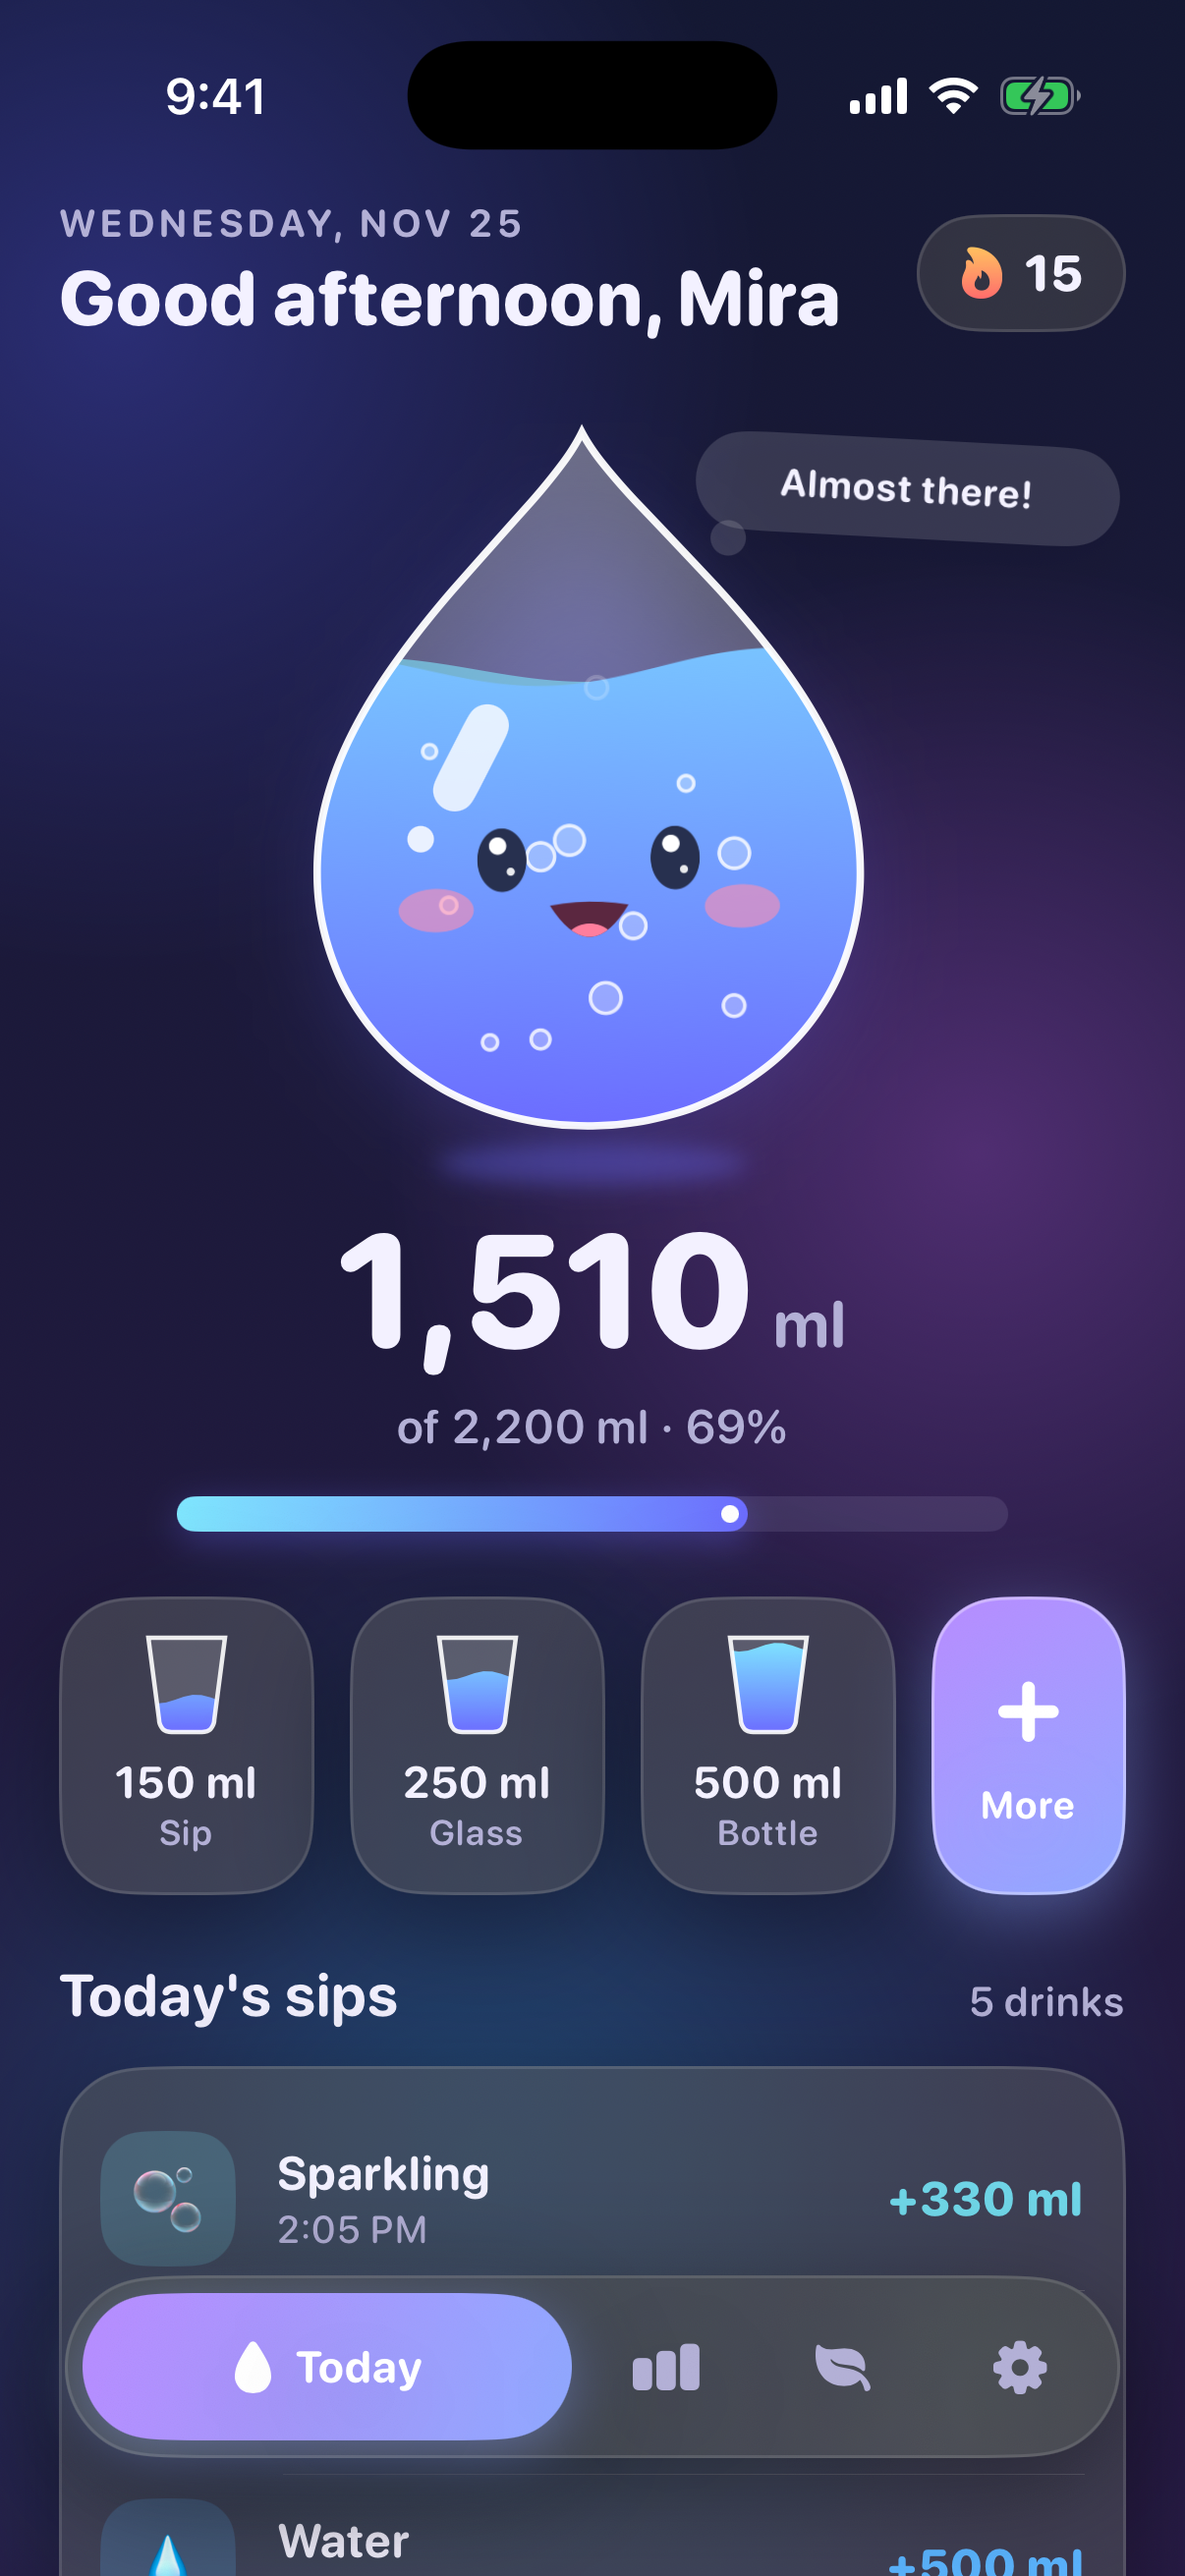 9:41
WEDNESDAY, NOV 25
Good afternoon, Mira
15
Almost there!
1,510 ml
of 2,200 ml · 69%
150 ml
Sip
250 ml
Glass
500 ml
Bottle
More
Today's sips
5 drinks
Sparkling
2:05 PM
+330 ml
Today
Water
+500 ml